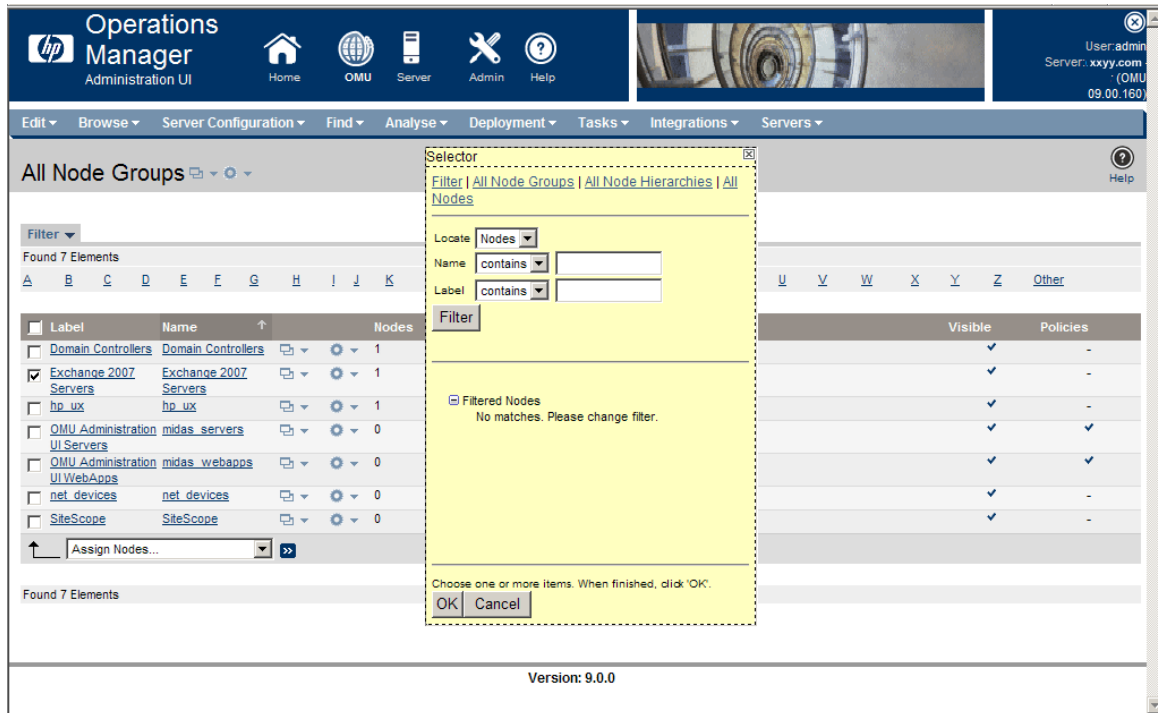 hp
Operations
Manager
Administration UI
Home
OMU
Server
Admin
Help
User:admin
Server: xxyy.com -
: (OMU
09.00.160)
Edit Browse Server Configuration Find Analyse Deployment Tasks Integrations Servers
All Node Groups
Help
Filter
Found 7 Elements
A B C D E F G H I J K U V W X Y Z Other
Label Name Nodes Visible Policies
Domain Controllers Domain Controllers 1 -
Exchange 2007 Exchange 2007 1 -
Servers Servers
hp_ux hp_ux 1 -
OMU Administration midas_servers 0
UI Servers
OMU Administration midas_webapps 0
UI WebApps
net_devices net_devices 0 -
SiteScope SiteScope 0 -
Assign Nodes...
Found 7 Elements
Selector
Filter | All Node Groups | All Node Hierarchies | All
Nodes
Locate Nodes
Name contains
Label contains
Filter
Filtered Nodes
No matches. Please change filter.
Choose one or more items. When finished, click 'OK'.
OK Cancel
Version: 9.0.0